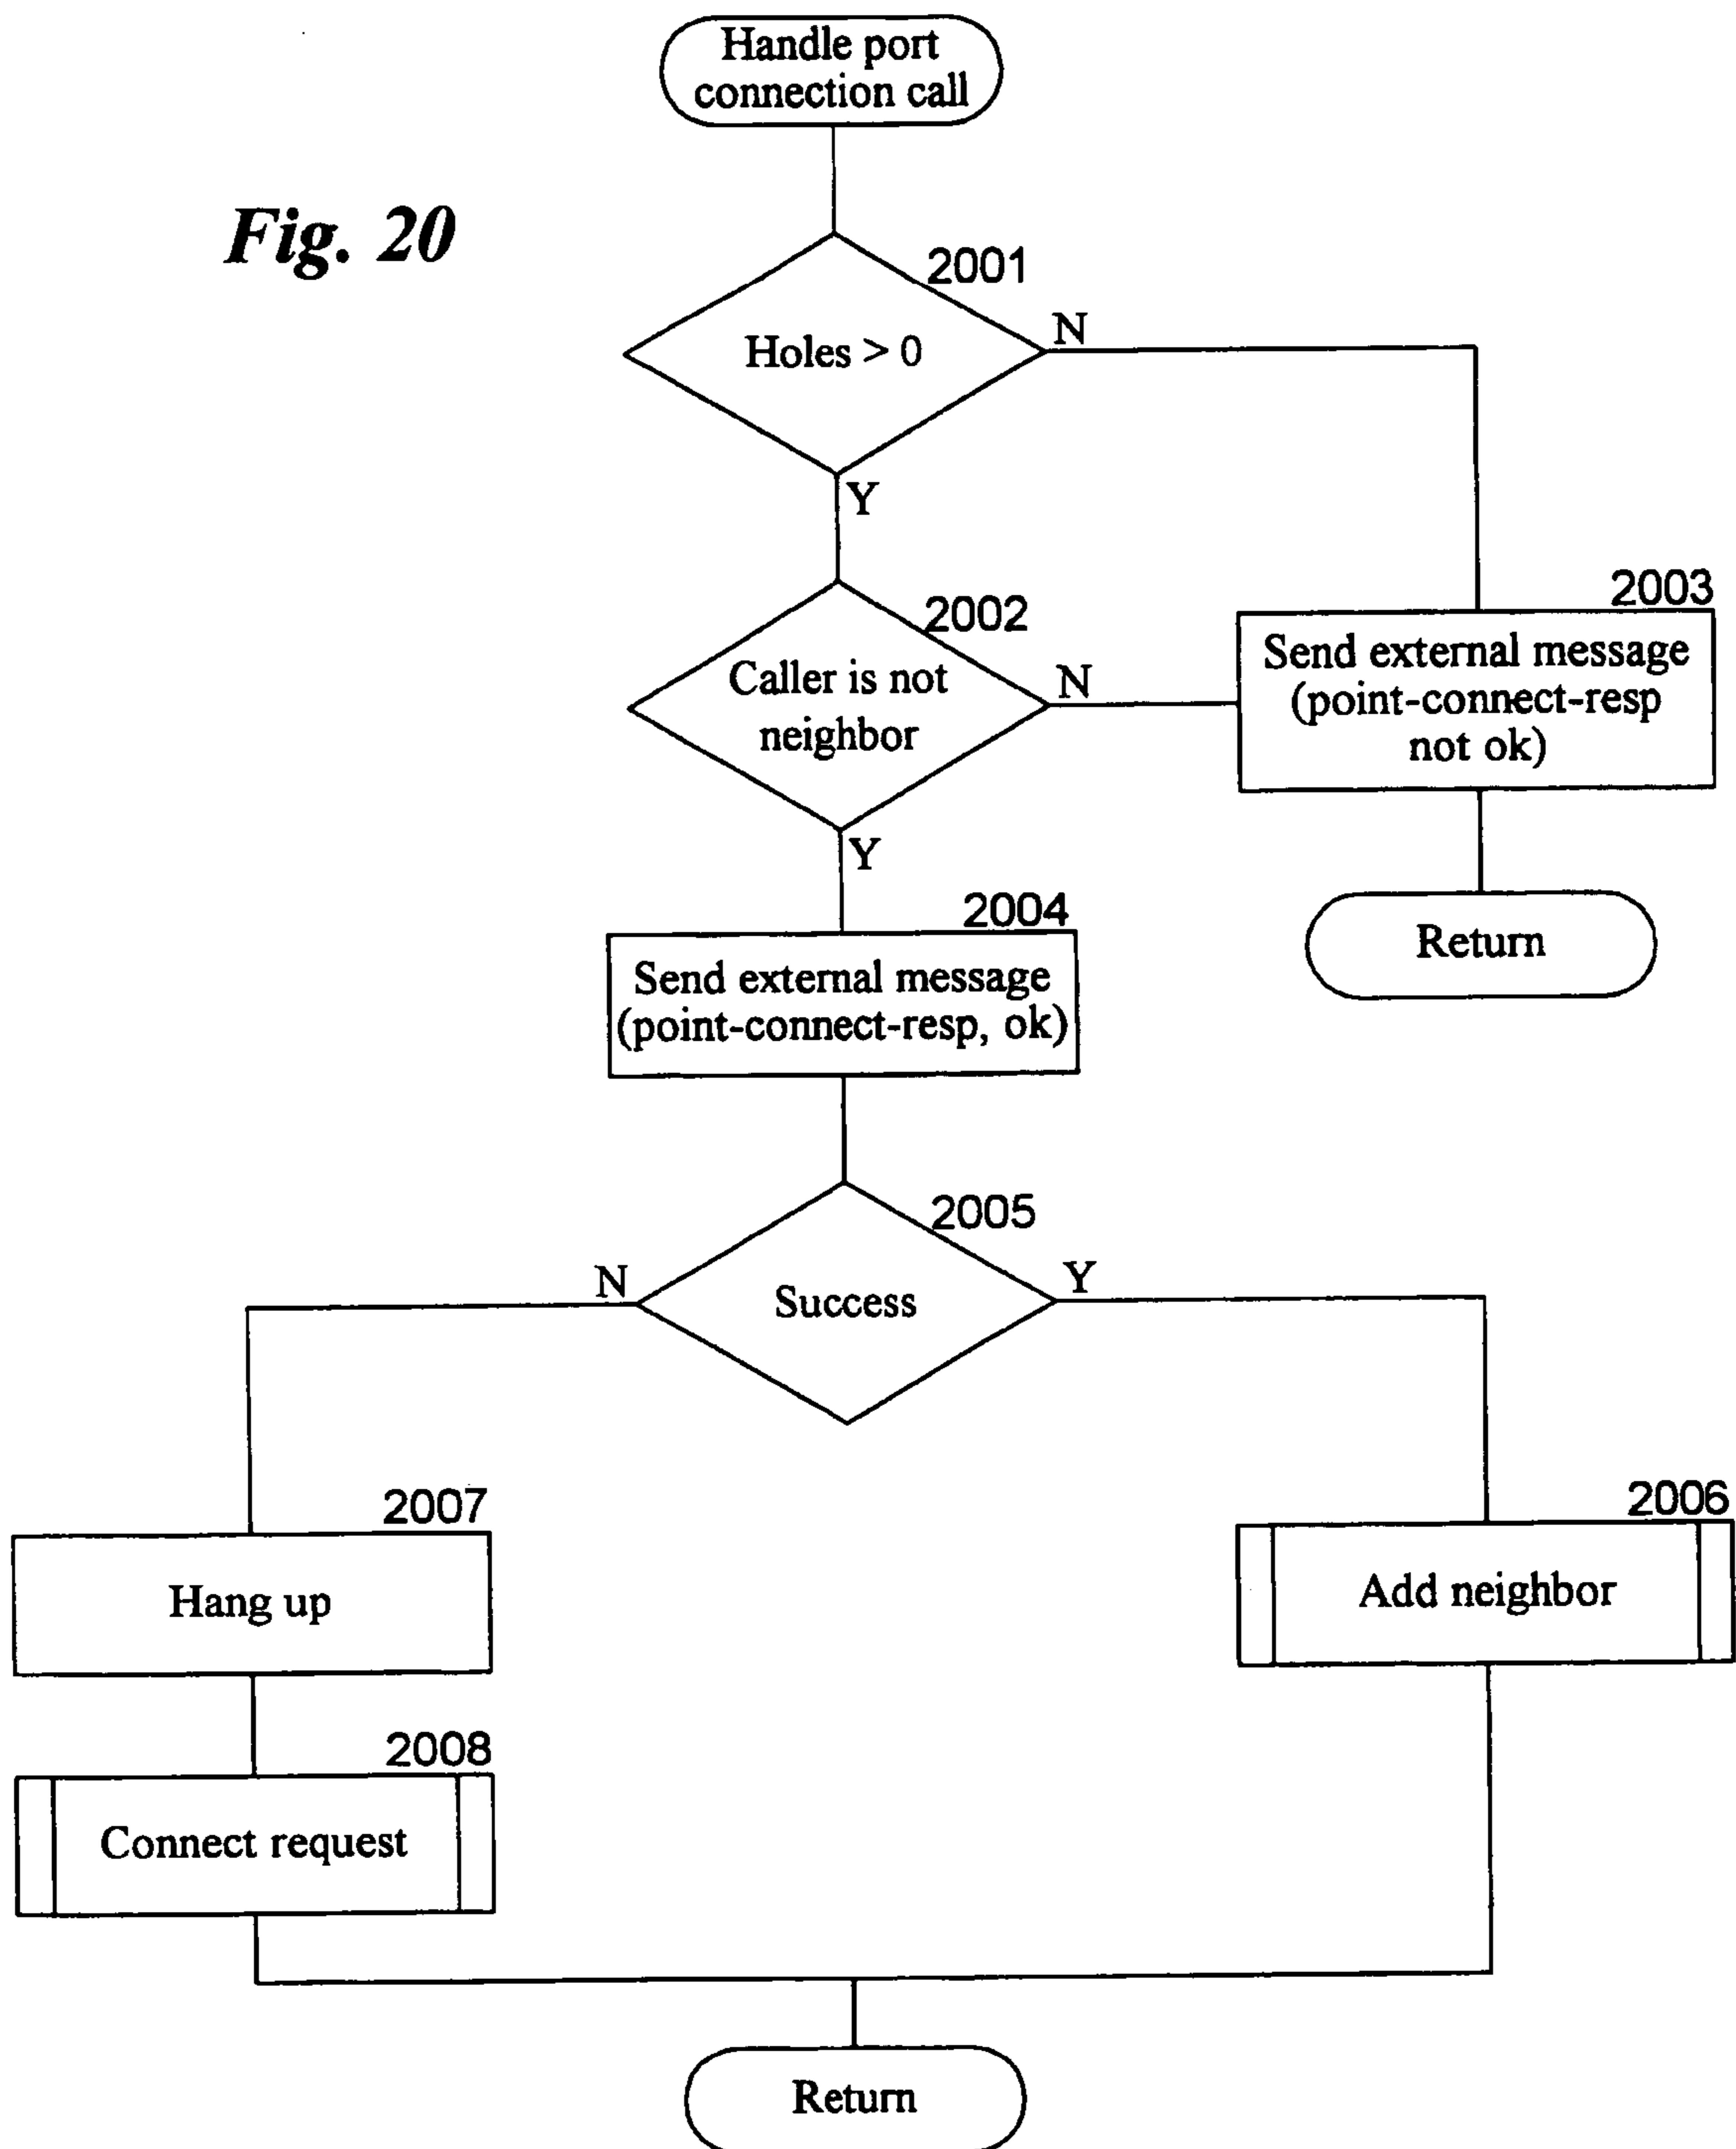 Handle port
connection call
Fig. 20
2001
Holes > 0
N
Y
2002
Caller is not
neighbor
N
Y
2003
Send external message
(point-connect-resp
not ok)
Return
2004
Send external message
(point-connect-resp, ok)
2005
Success
N
Y
2007
Hang up
2006
Add neighbor
2008
Connect request
Return